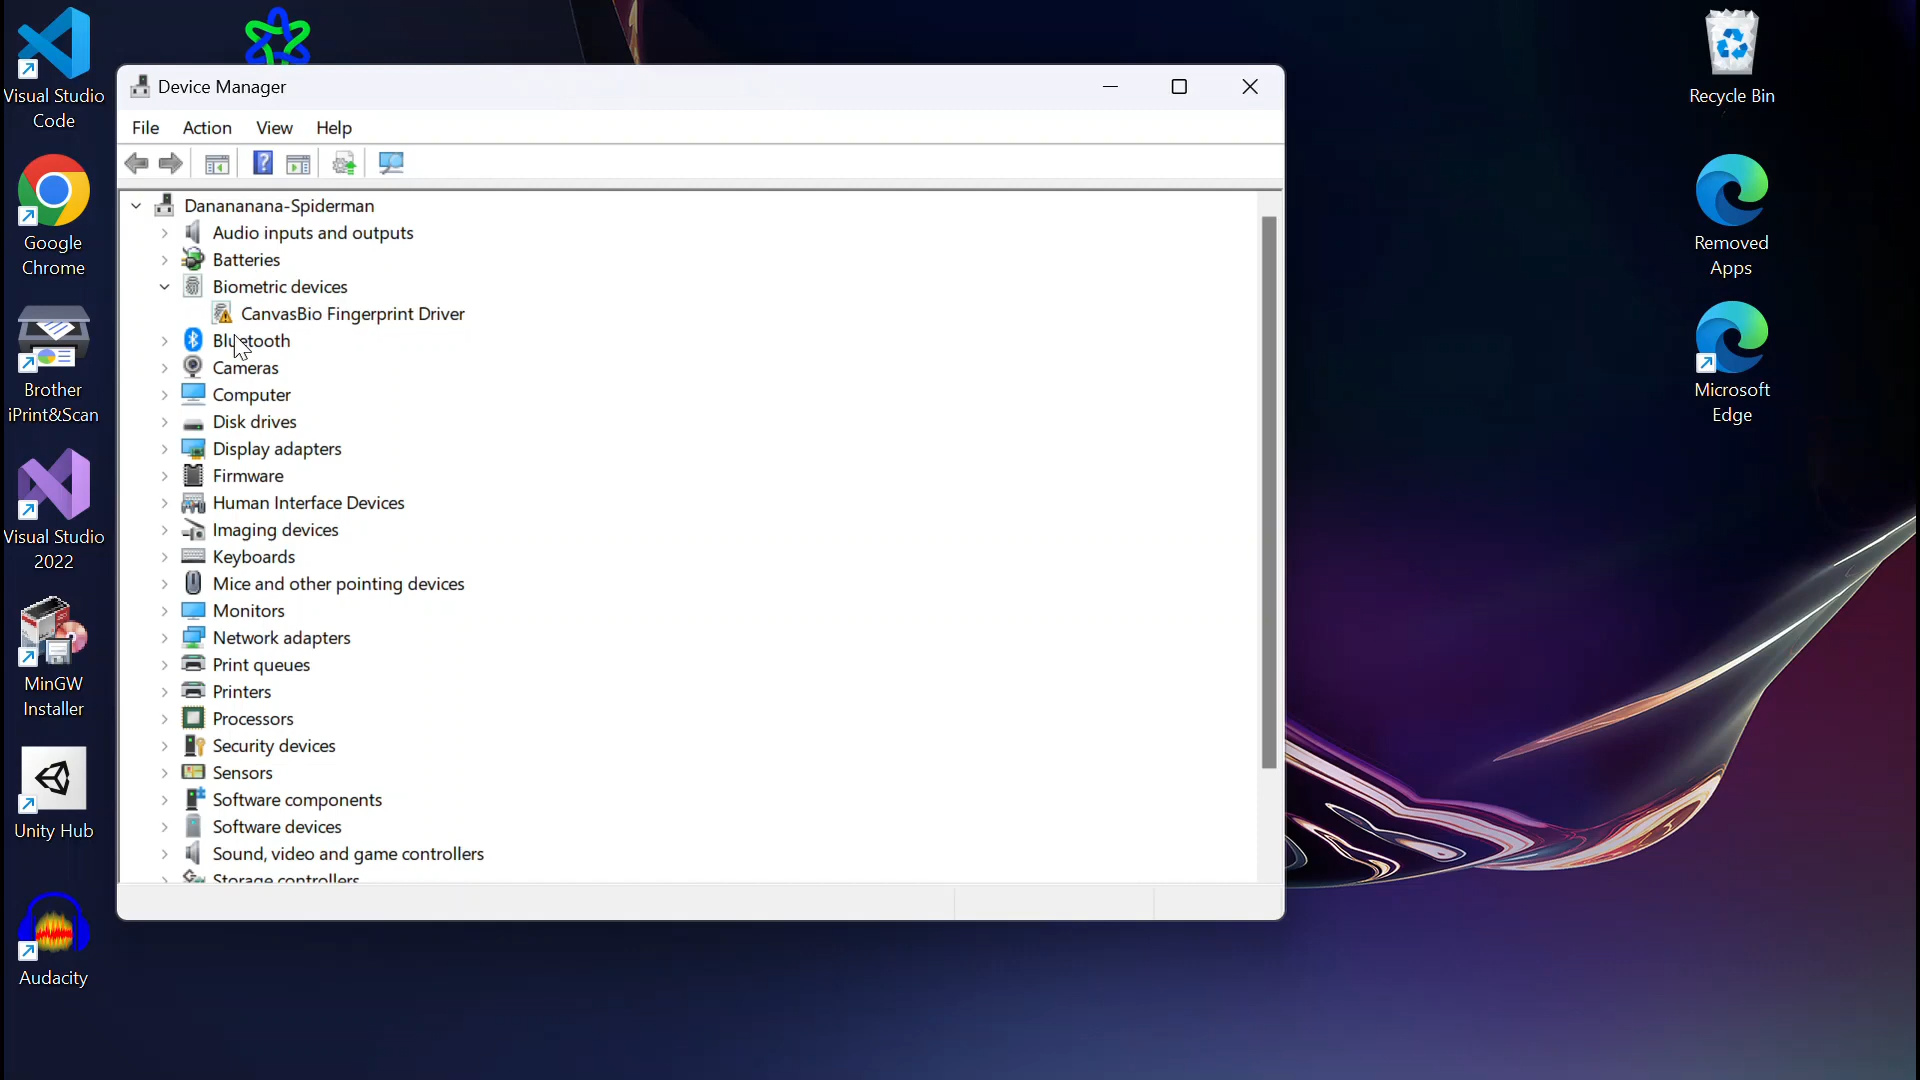 Visual Studio
Code
Google
Chrome
Brother
iPrint&Scan
Visual Studio
2022
MinGW
Installer
Unity Hub
Audacity
Device Manager
File Action View Help
Danananana-Spiderman
Audio inputs and outputs
Batteries
Biometric devices
CanvasBio Fingerprint Driver
Bluetooth
Cameras
Computer
Disk drives
Display adapters
Firmware
Human Interface Devices
Imaging devices
Keyboards
Mice and other pointing devices
Monitors
Network adapters
Print queues
Printers
Processors
Security devices
Sensors
Software components
Software devices
Sound, video and game controllers
Storage controllers
Recycle Bin
Removed
Apps
Microsoft
Edge